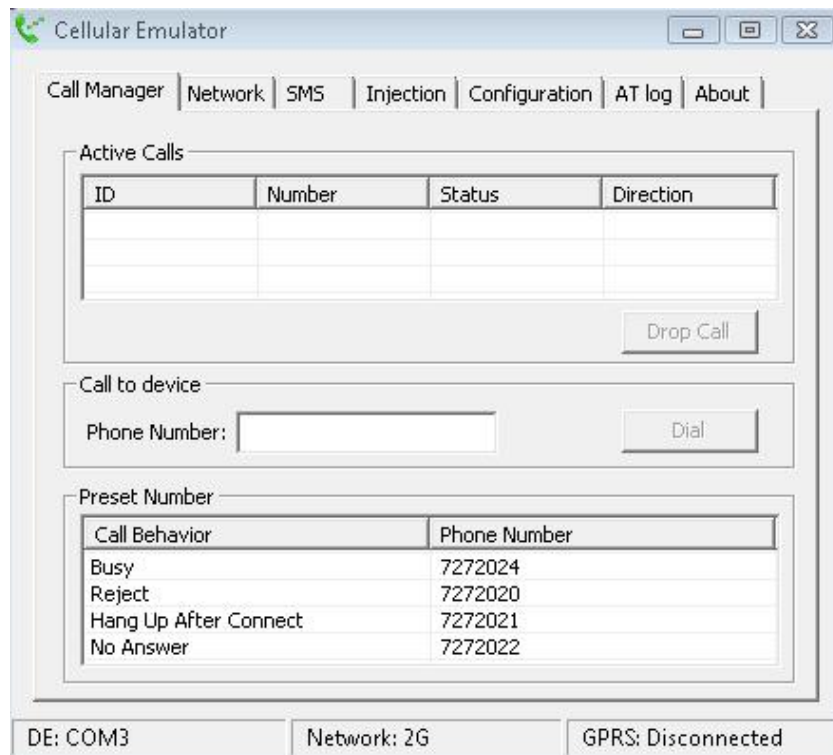 Cellular Emulator
Call Manager Network SMS Injection Configuration AT log About
Active Calls
ID Number Status Direction
Drop Call
Call to device
Phone Number: Dial
Preset Number
Call Behavior Phone Number
Busy 7272024
Reject 7272020
Hang Up After Connect 7272021
No Answer 7272022
DE: COM3 Network: 2G GPRS: Disconnected